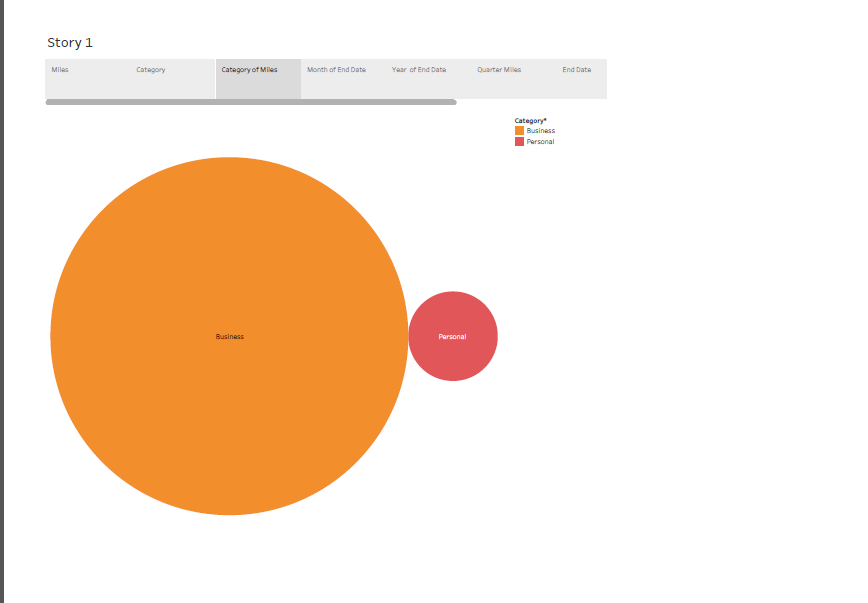 Story 1
Miles
Category
Category of Miles
Month of End Date
Year of End Date
Quarter Miles
End Date
Category*
Business
Personal
Business
Personal